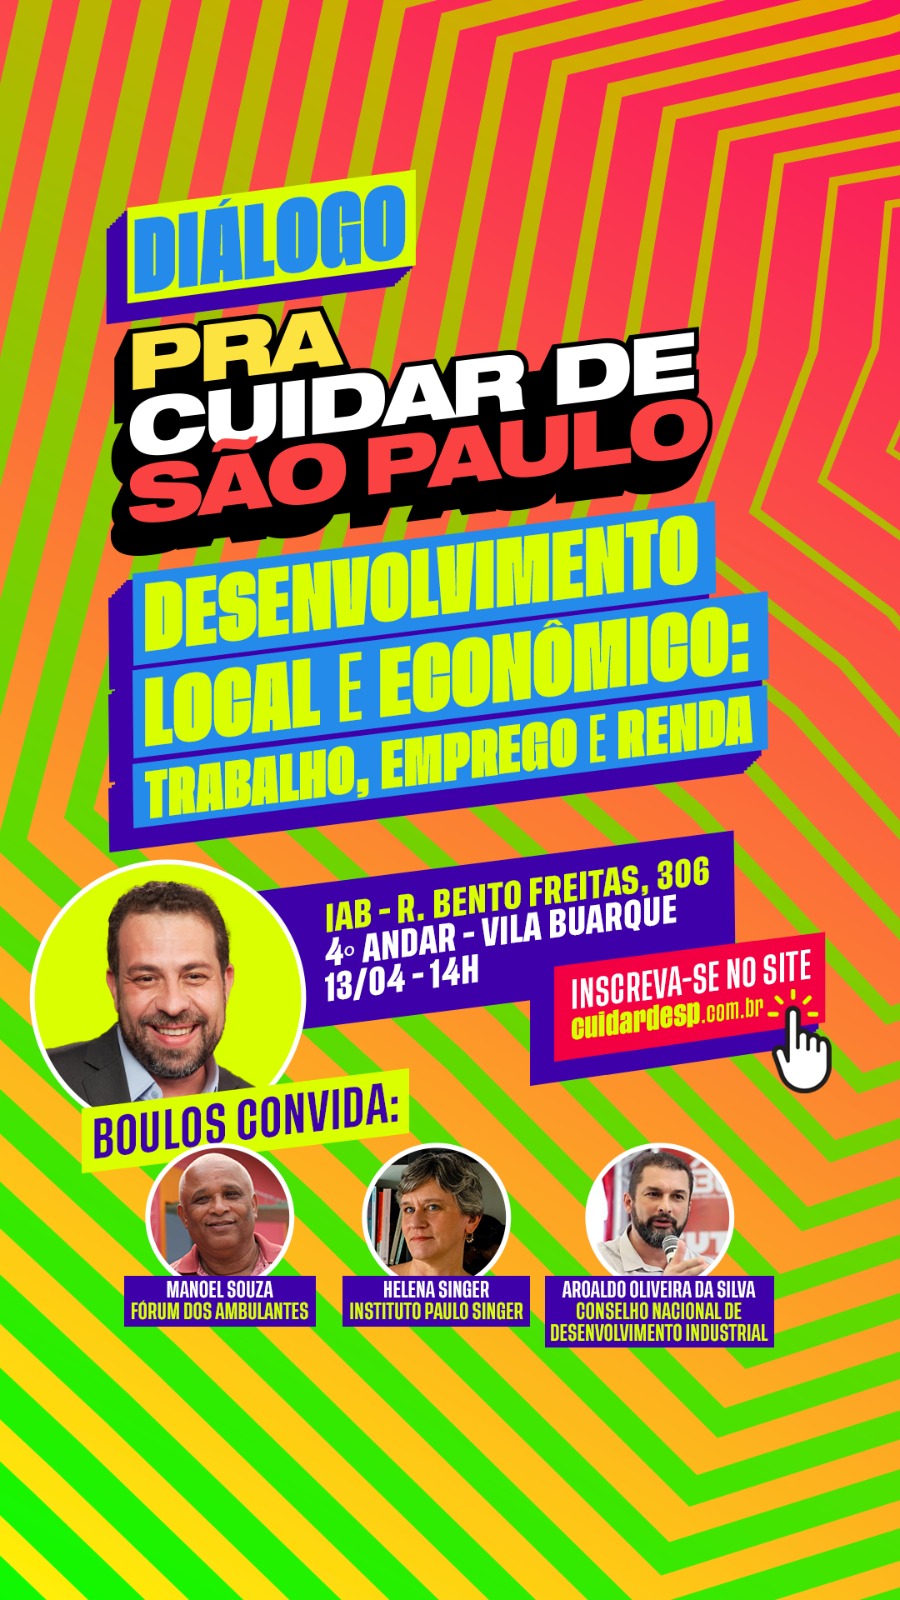 DIÁLOGO
PRA
CUIDAR DE
SÃO PAULO
DESENVOLVIMENTO
LOCAL E ECONÔMICO:
TRABALHO, EMPREGO E RENDA
IAB - R. BENTO FREITAS, 306
4º ANDAR - VILA BUARQUE
13/04 - 14H
INSCREVA-SE NO SITE
cuidardesp.com.br
BOULOS CONVIDA:
MANOEL SOUZA
FÓRUM DOS AMBULANTES
HELENA SINGER
INSTITUTO PAULO SINGER
AROALDO OLIVEIRA DA SILVA
CONSELHO NACIONAL DE
DESENVOLVIMENTO INDUSTRIAL